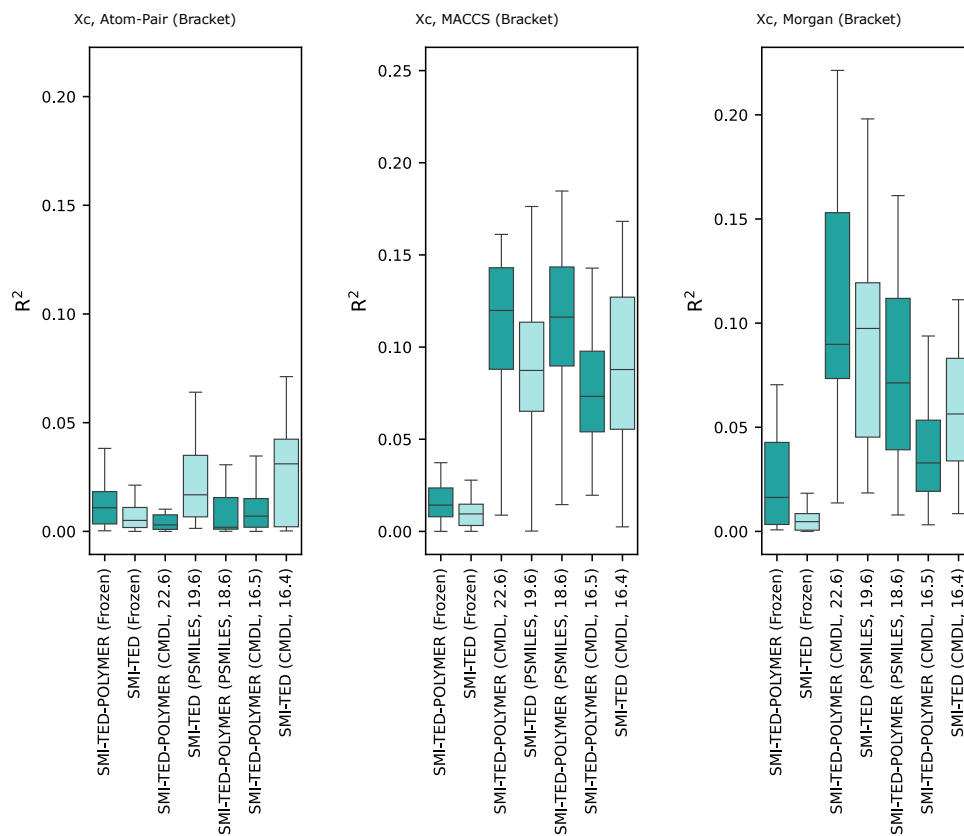 Xc, Atom-Pair (Bracket)
Xc, MACCS (Bracket)
Xc, Morgan (Bracket)
R²
0.20
0.15
0.10
0.05
0.00
SMI-TED-POLYMER (Frozen)
SMI-TED (Frozen)
SMI-TED-POLYMER (CMDL, 22.6)
SMI-TED (PSMILES, 19.6)
SMI-TED-POLYMER (PSMILES, 18.6)
SMI-TED-POLYMER (CMDL, 16.5)
SMI-TED (CMDL, 16.4)
R²
0.25
0.20
0.15
0.10
0.05
0.00
SMI-TED-POLYMER (Frozen)
SMI-TED (Frozen)
SMI-TED-POLYMER (CMDL, 22.6)
SMI-TED (PSMILES, 19.6)
SMI-TED-POLYMER (PSMILES, 18.6)
SMI-TED-POLYMER (CMDL, 16.5)
SMI-TED (CMDL, 16.4)
R²
0.20
0.15
0.10
0.05
0.00
SMI-TED-POLYMER (Frozen)
SMI-TED (Frozen)
SMI-TED-POLYMER (CMDL, 22.6)
SMI-TED (PSMILES, 19.6)
SMI-TED-POLYMER (PSMILES, 18.6)
SMI-TED-POLYMER (CMDL, 16.5)
SMI-TED (CMDL, 16.4)